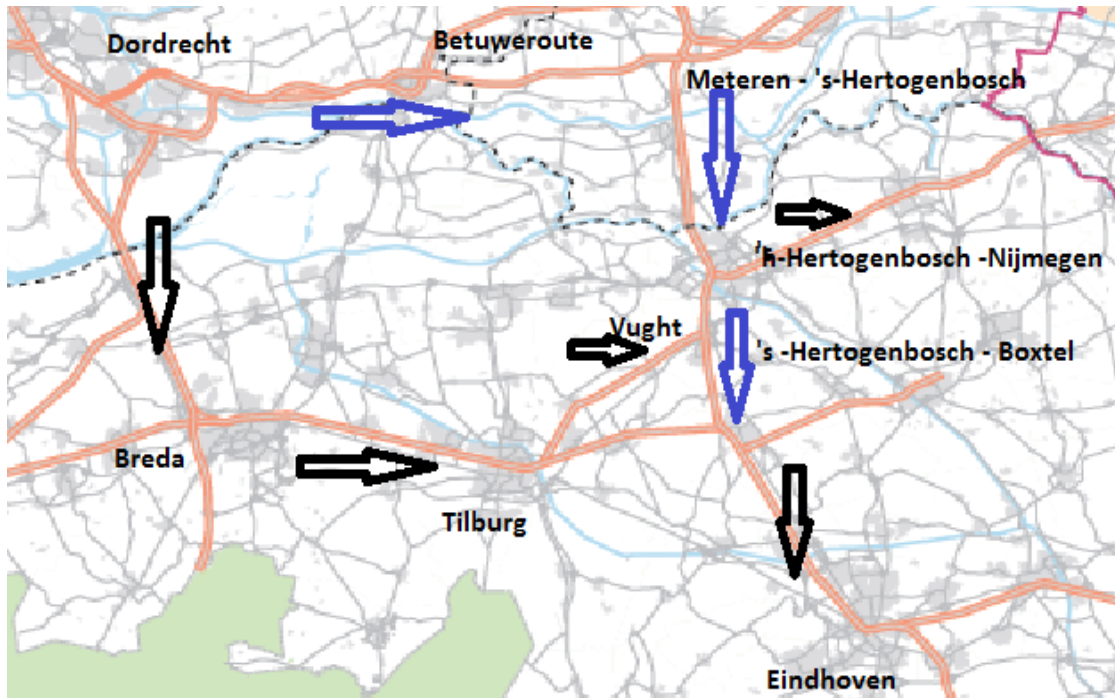 Dordrecht
Betuweroute
Meteren - 's-Hertogenbosch
'h-Hertogenbosch -Nijmegen
Vught
's -Hertogenbosch - Boxtel
Breda
Tilburg
Eindhoven